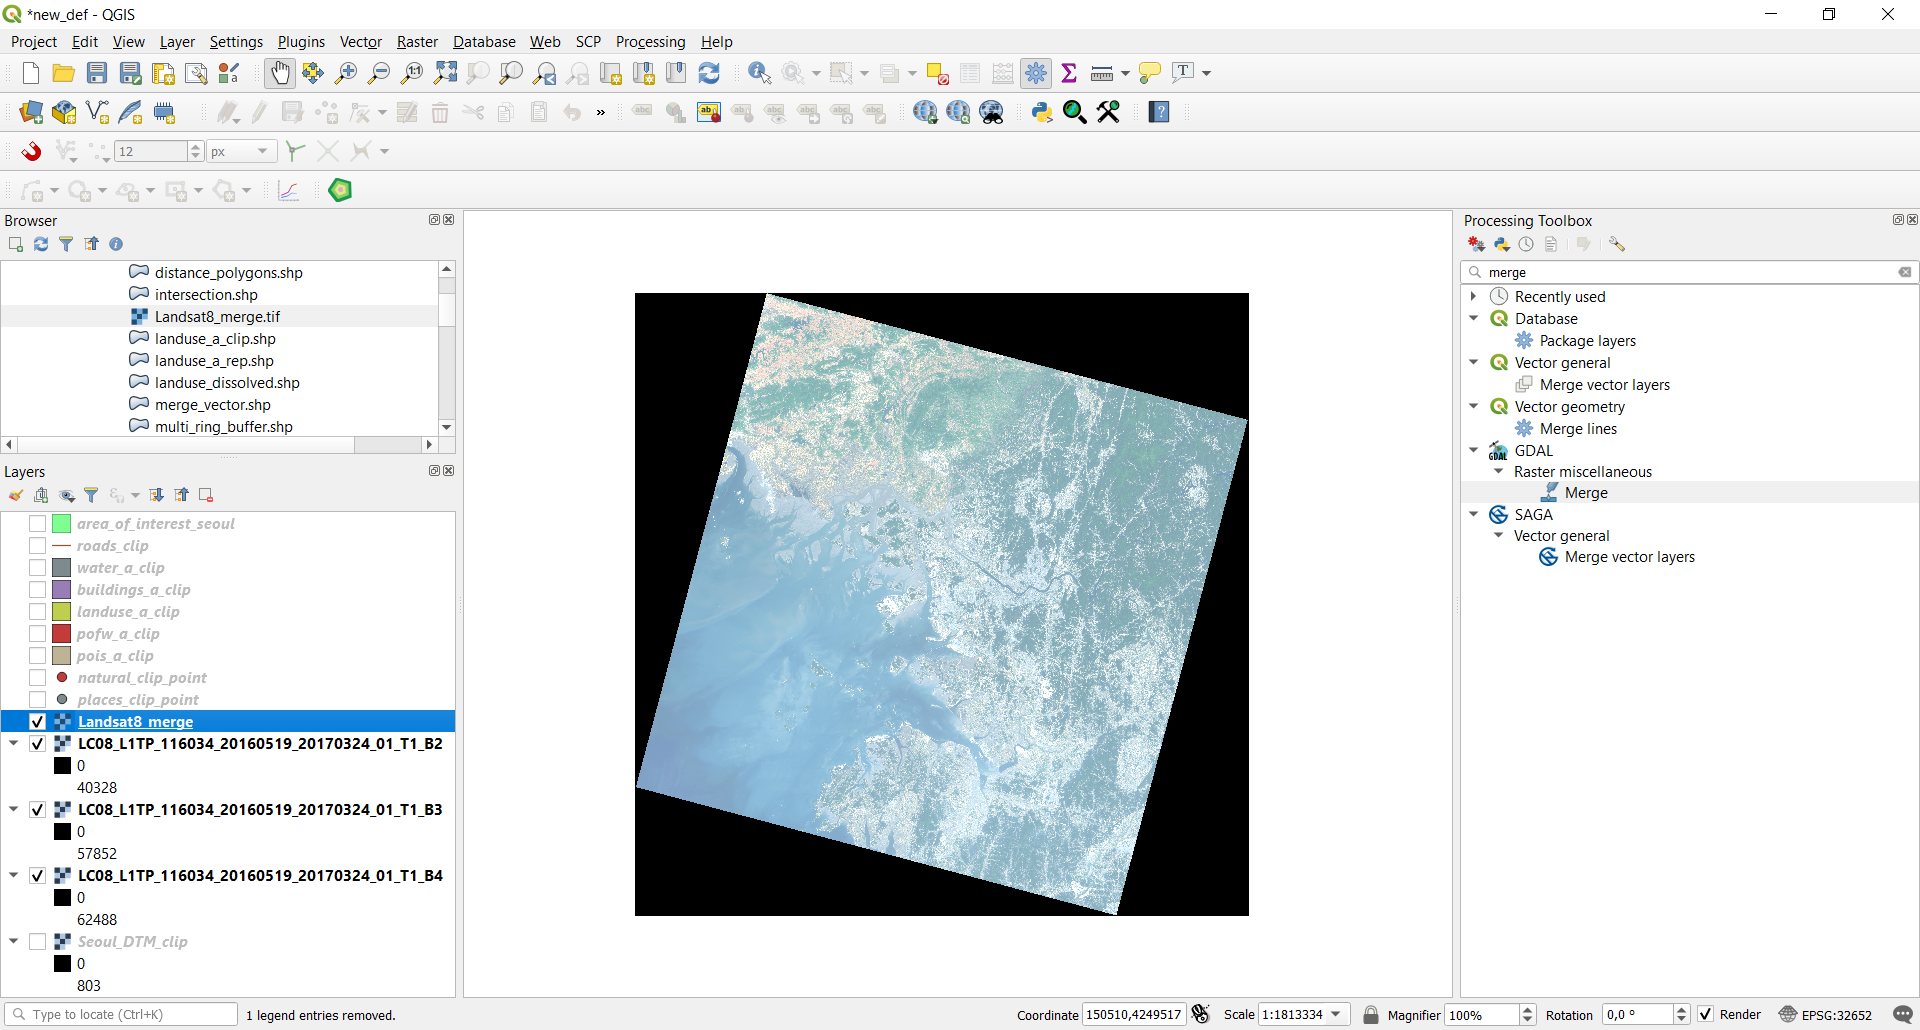 *new_def - QGIS
Project Edit View Layer Settings Plugins Vector Raster Database Web SCP Processing Help
12 px
Browser
distance_polygons.shp
intersection.shp
Landsat8_merge.tif
landuse_a_clip.shp
landuse_a_rep.shp
landuse_dissolved.shp
merge_vector.shp
multi_ring_buffer.shp
Layers
area_of_interest_seoul
roads_clip
water_a_clip
buildings_a_clip
landuse_a_clip
pofw_a_clip
pois_a_clip
natural_clip_point
places_clip_point
Landsat8_merge
LC08_L1TP_116034_20160519_20170324_01_T1_B2
0
40328
LC08_L1TP_116034_20160519_20170324_01_T1_B3
0
57852
LC08_L1TP_116034_20160519_20170324_01_T1_B4
0
62488
Seoul_DTM_clip
0
803
Processing Toolbox
merge
Recently used
Database
Package layers
Vector general
Merge vector layers
Vector geometry
Merge lines
GDAL
Raster miscellaneous
Merge
SAGA
Vector general
Merge vector layers
Type to locate (Ctrl+K) 1 legend entries removed. Coordinate 150510,4249517 Scale 1:1813334 Magnifier 100% Rotation 0,0 ° Render EPSG:32652